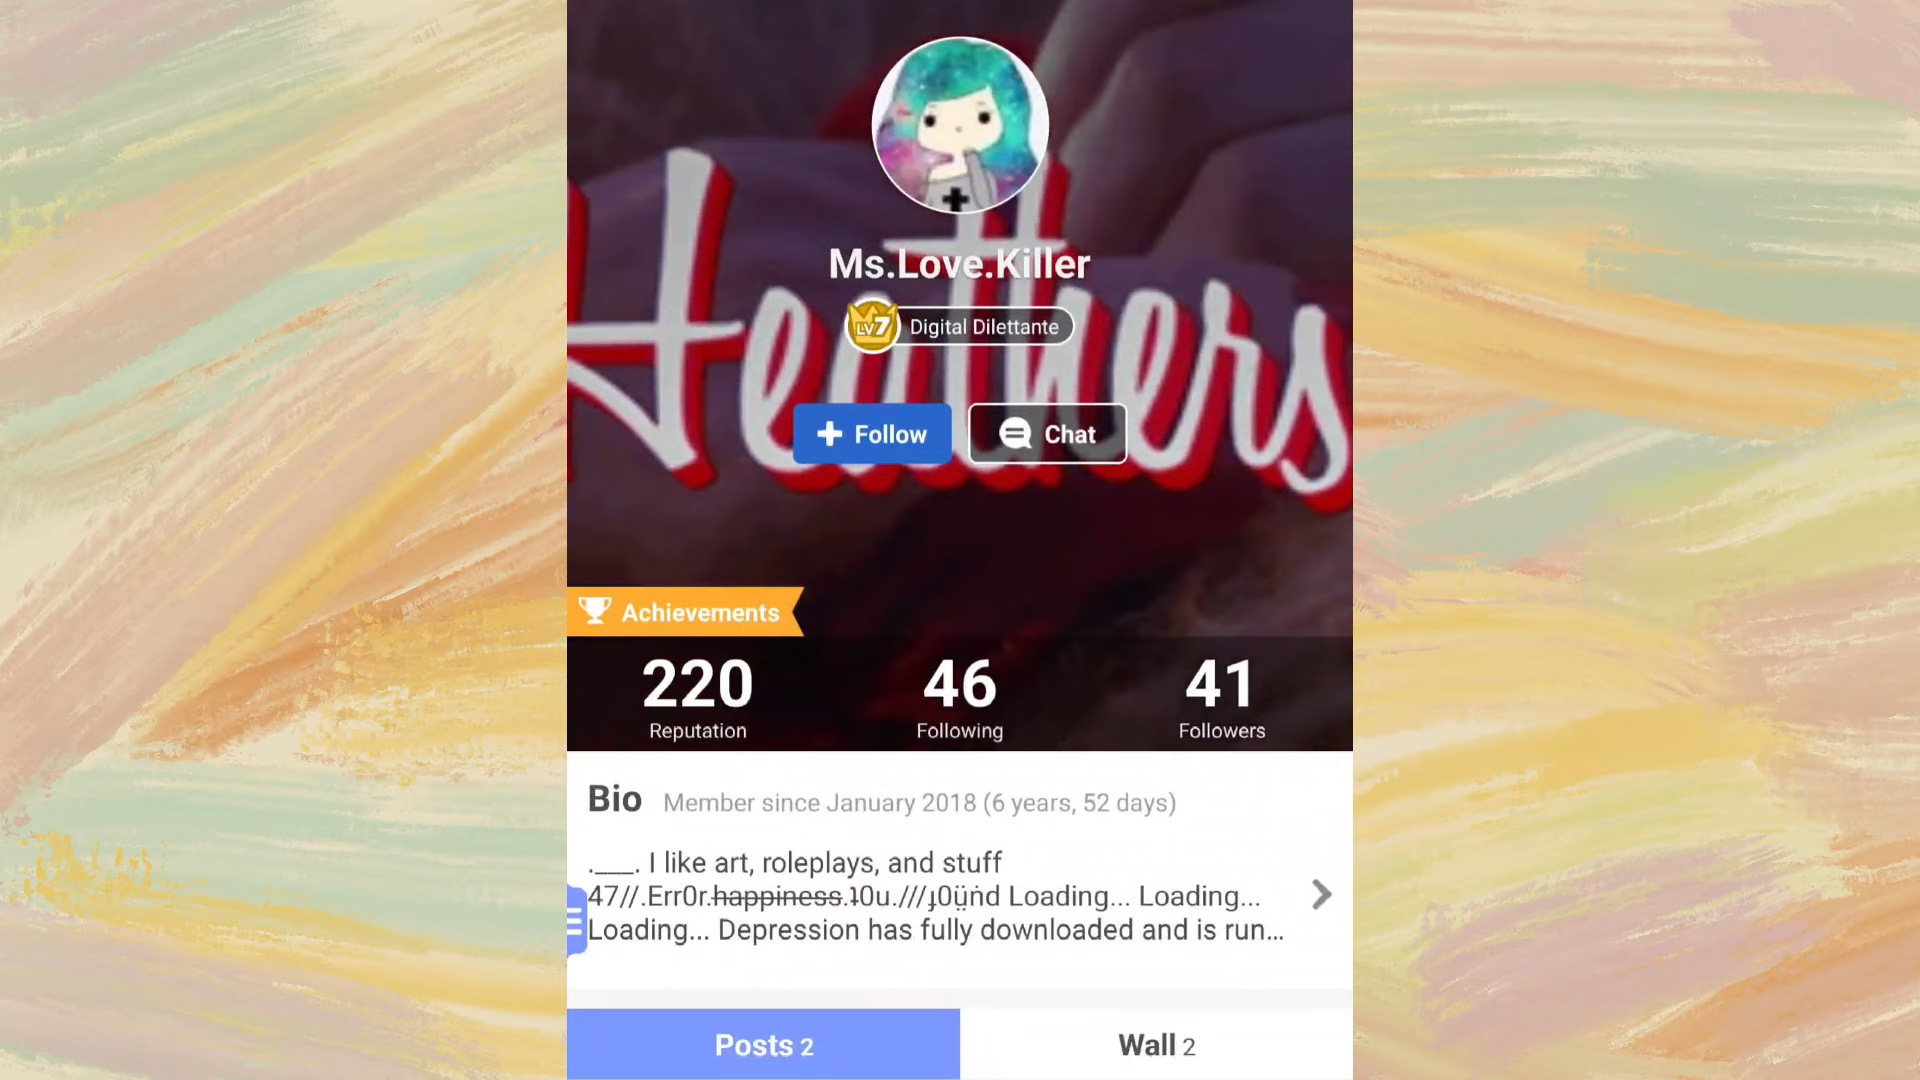 Heathers
Ms.Love.Killer
LV7 Digital Dilettante
Follow
Chat
Achievements
220 46 41
Reputation Following Followers
Bio Member since January 2018 (6 years, 52 days)
.___. I like art, roleplays, and stuff
47//.Err0r.happiness.ʇ0u.///ɟ0üṅd Loading... Loading...
Loading... Depression has fully downloaded and is run...
Posts 2 Wall 2